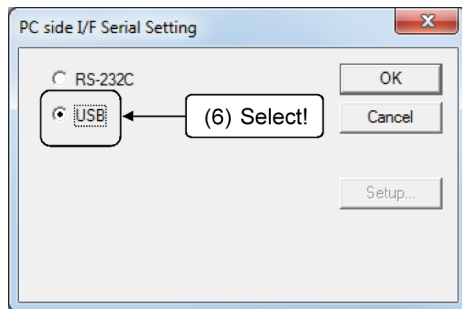 PC side I/F Serial Setting
RS-232C
OK
USB
(6) Select!
Cancel
Setup...